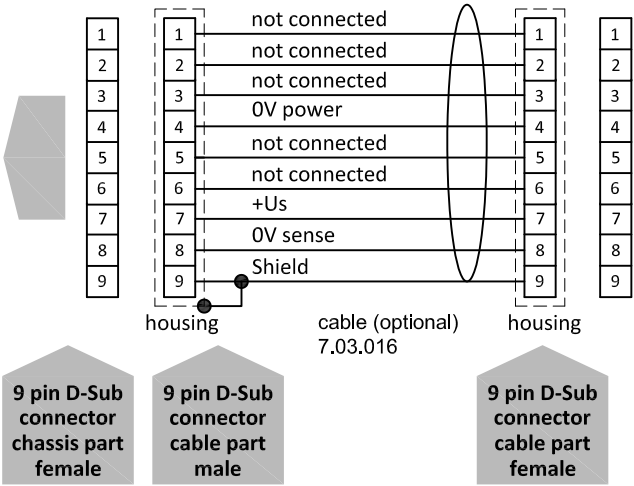 not connected
1 1 1 1
not connected
2 2 2 2
not connected
3 3 3 3
0V power
4 4 4 4
not connected
5 5 5 5
not connected
6 6 6 6
+Us
7 7 7 7
0V sense
8 8 8 8
Shield
9 9 9 9
housing
cable (optional)
7.03.016
housing
9 pin D-Sub
connector
chassis part
female
9 pin D-Sub
connector
cable part
male
9 pin D-Sub
connector
cable part
female